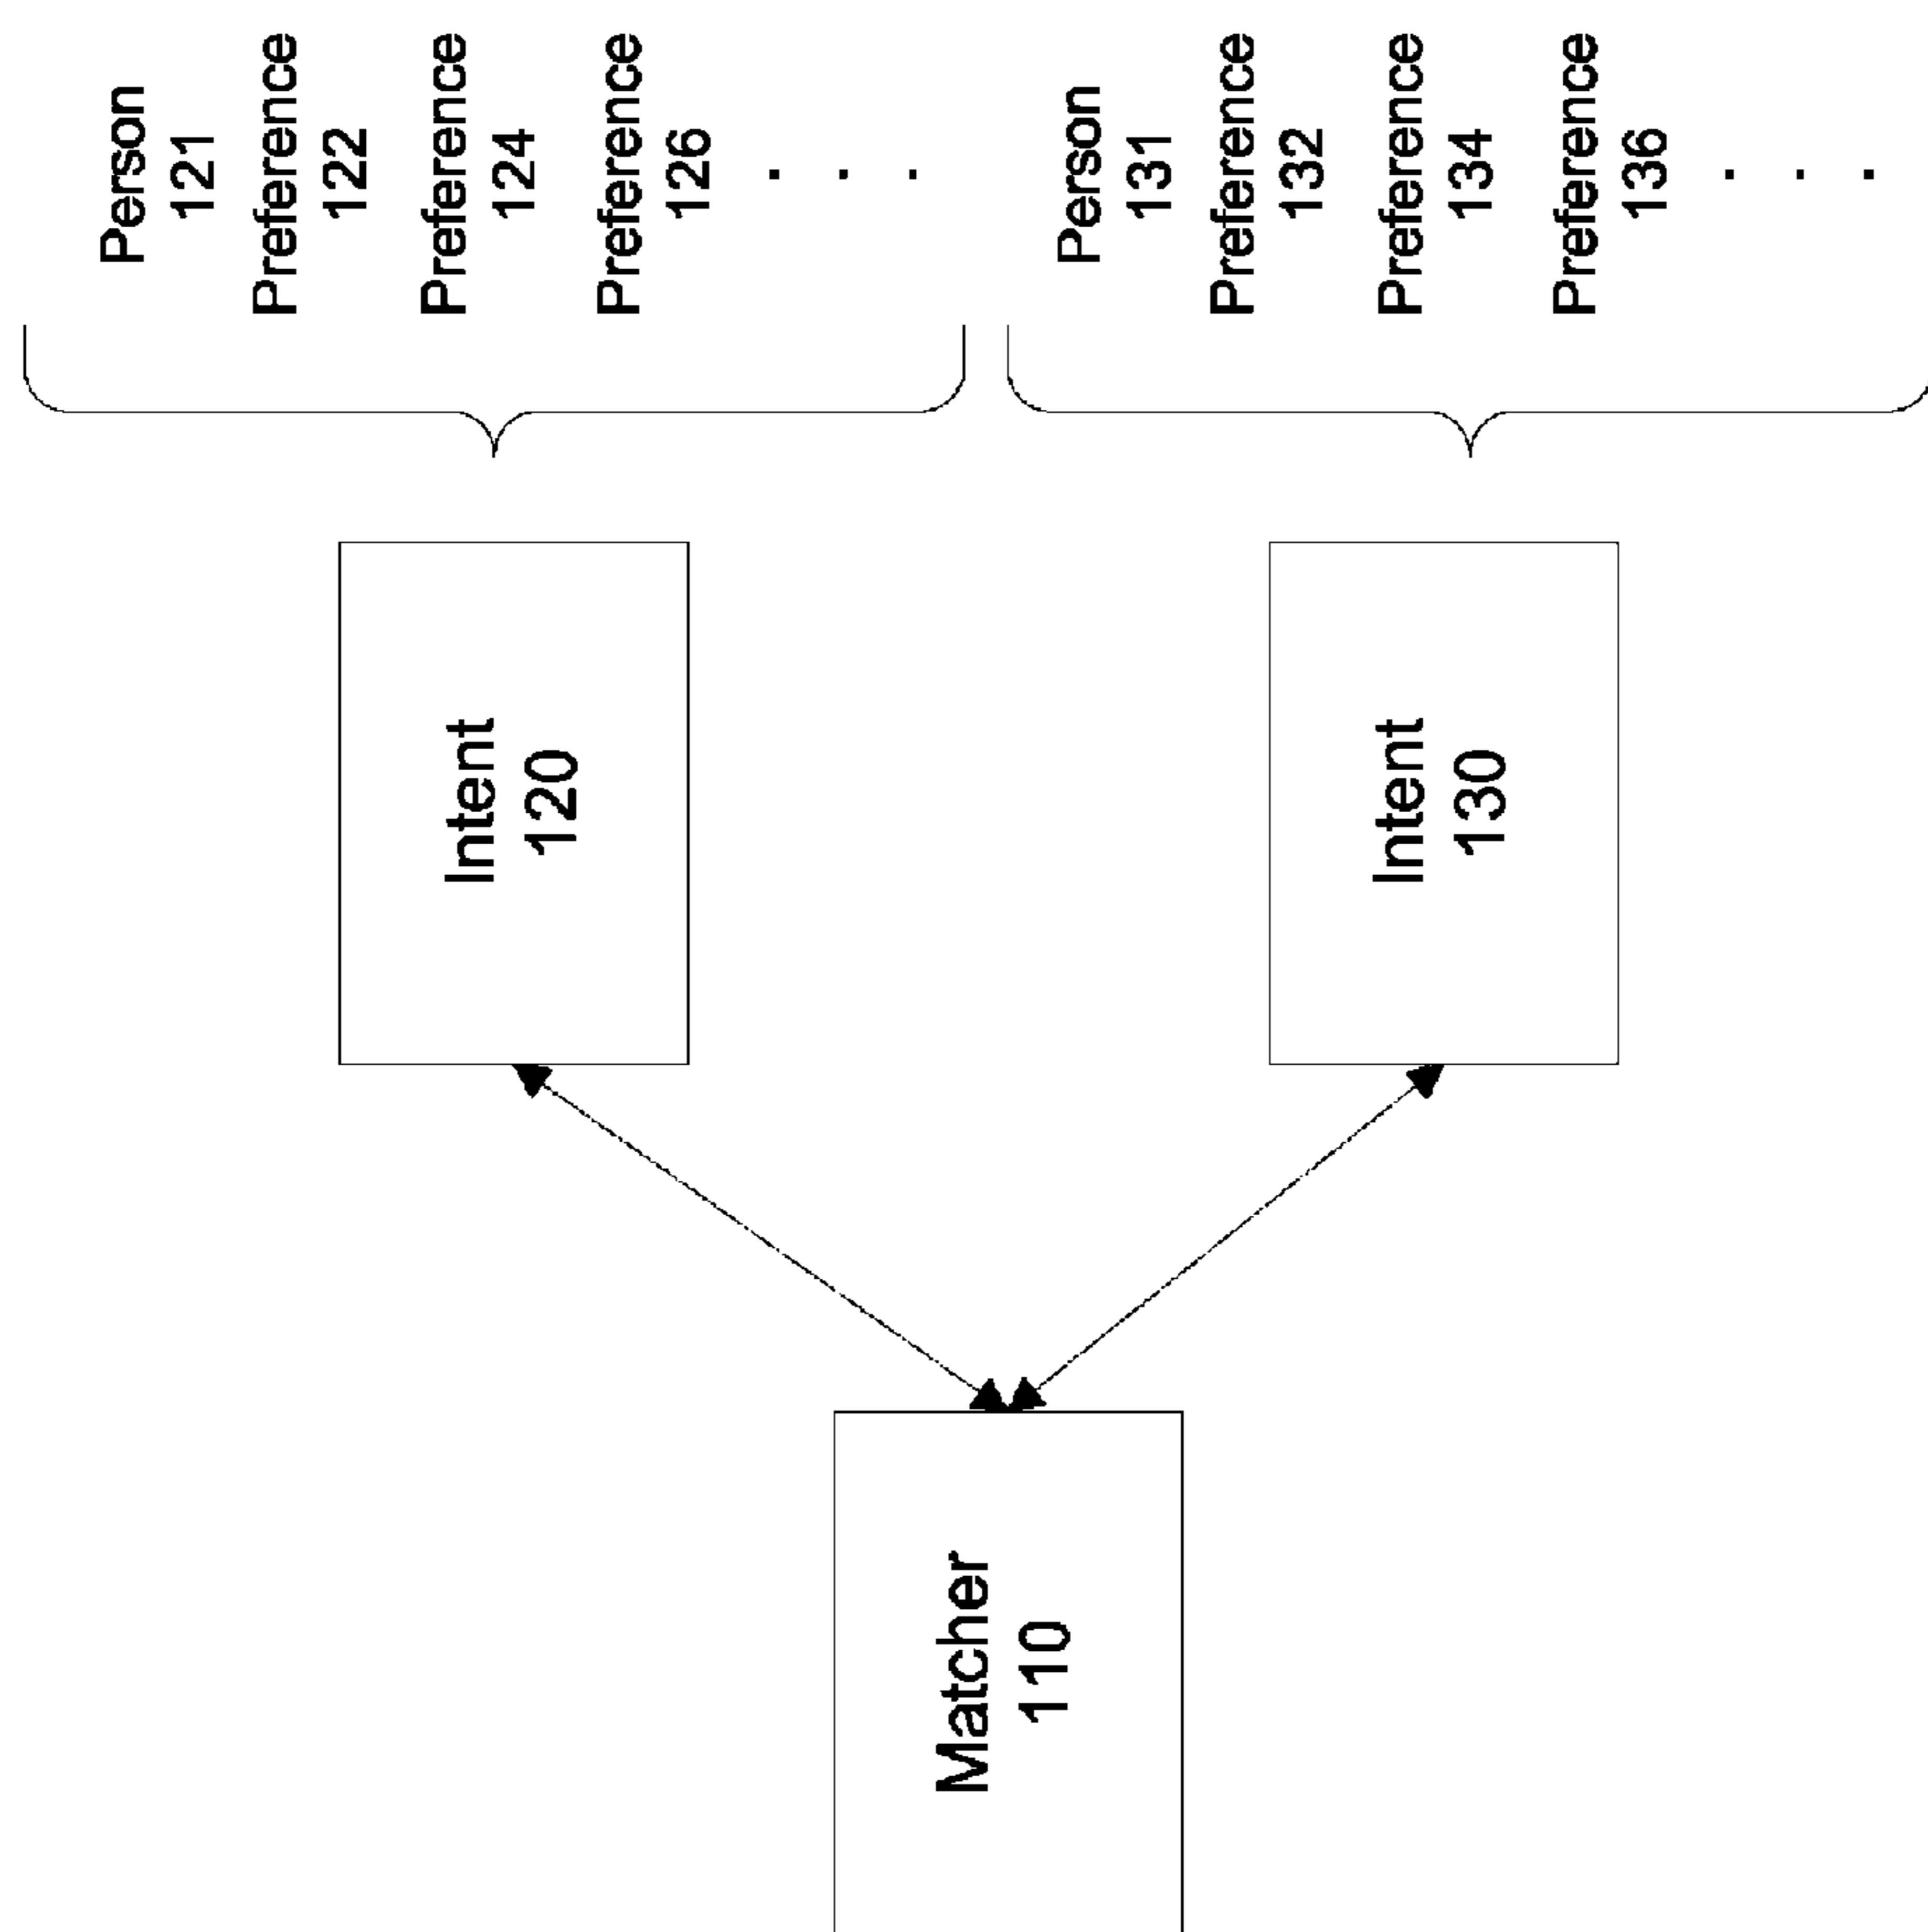 Person
121
Preference
122
Preference
124
Preference
126
. . .
Person
131
Preference
132
Preference
134
Preference
136
. . .
Intent
120
Intent
130
Matcher
110